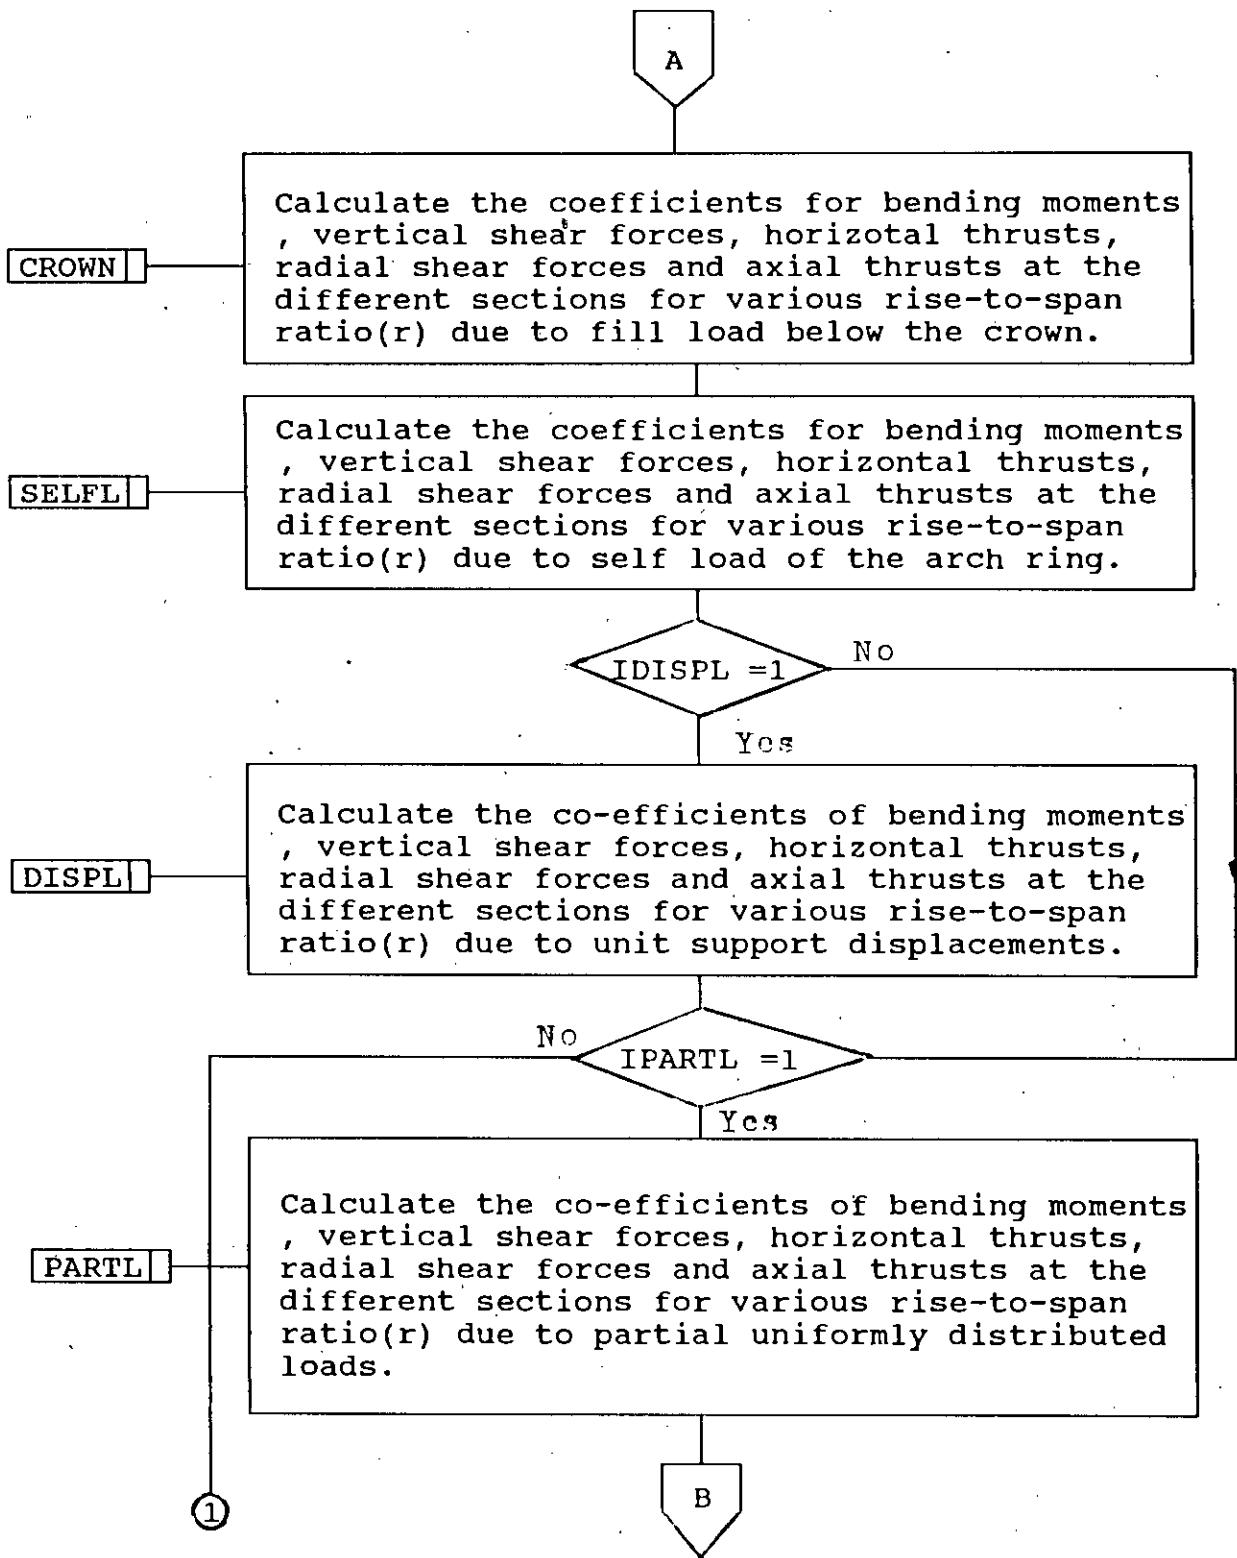 A
CROWN
Calculate the coefficients for bending moments
, vertical shear forces, horizotal thrusts,
radial shear forces and axial thrusts at the
different sections for various rise-to-span
ratio(r) due to fill load below the crown.
SELFL
Calculate the coefficients for bending moments
, vertical shear forces, horizontal thrusts,
radial shear forces and axial thrusts at the
different sections for various rise-to-span
ratio(r) due to self load of the arch ring.
IDISPL =1
No
Yes
DISPL
Calculate the co-efficients of bending moments
, vertical shear forces, horizontal thrusts,
radial shear forces and axial thrusts at the
different sections for various rise-to-span
ratio(r) due to unit support displacements.
No
IPARTL =1
Yes
PARTL
Calculate the co-efficients of bending moments
, vertical shear forces, horizontal thrusts,
radial shear forces and axial thrusts at the
different sections for various rise-to-span
ratio(r) due to partial uniformly distributed
loads.
1
B